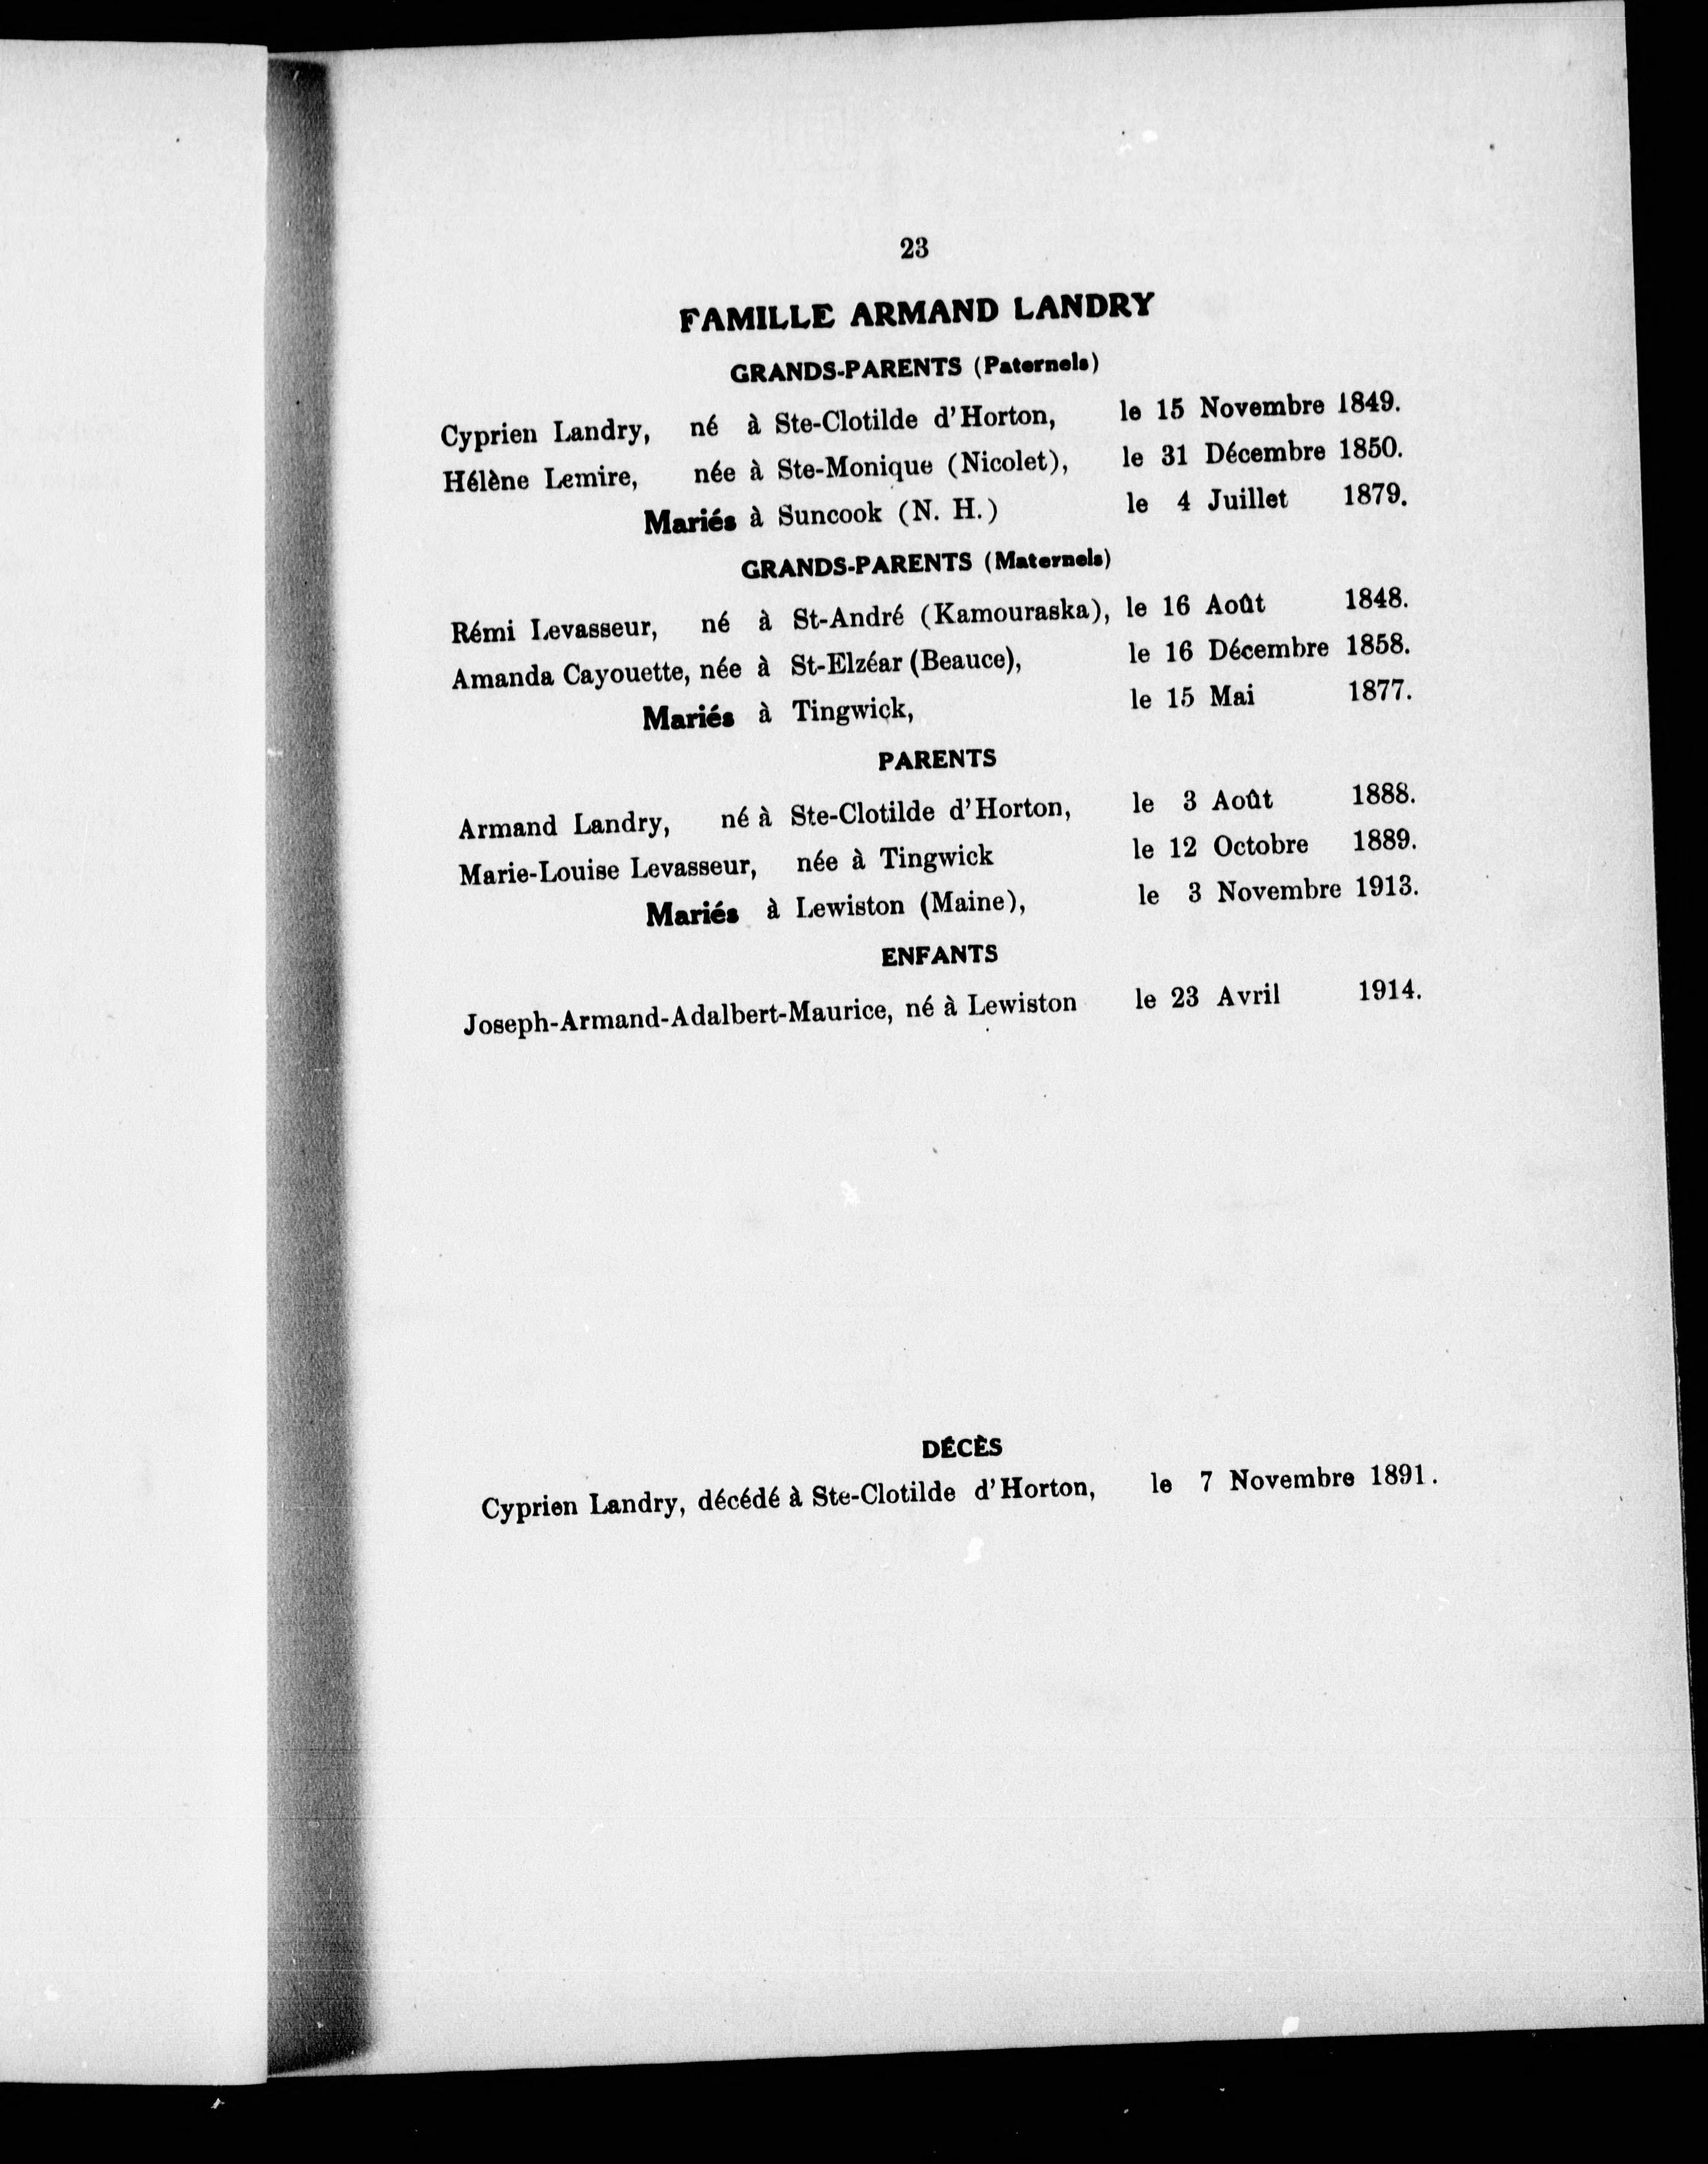 23
FAMILLE ARMAND LANDRY
GRANDS-PARENTS (Paternels)
Cyprien Landry, né à Ste-Clotilde d'Horton, le 15 Novembre 1849.
Hélène Lemire, née à Ste-Monique (Nicolet), le 31 Décembre 1850.
Mariés à Suncook (N. H.) le 4 Juillet 1879.
GRANDS-PARENTS (Maternels)
Rémi Levasseur, né à St-André (Kamouraska), le 16 Août 1848.
Amanda Cayouette, née à St-Elzéar (Beauce), le 16 Décembre 1858.
Mariés à Tingwick, le 15 Mai 1877.
PARENTS
Armand Landry, né à Ste-Clotilde d'Horton, le 3 Août 1888.
Marie-Louise Levasseur, née à Tingwick le 12 Octobre 1889.
Mariés à Lewiston (Maine), le 3 Novembre 1913.
ENFANTS
Joseph-Armand-Adalbert-Maurice, né à Lewiston le 23 Avril 1914.
DÉCÈS
Cyprien Landry, décédé à Ste-Clotilde d'Horton, le 7 Novembre 1891.